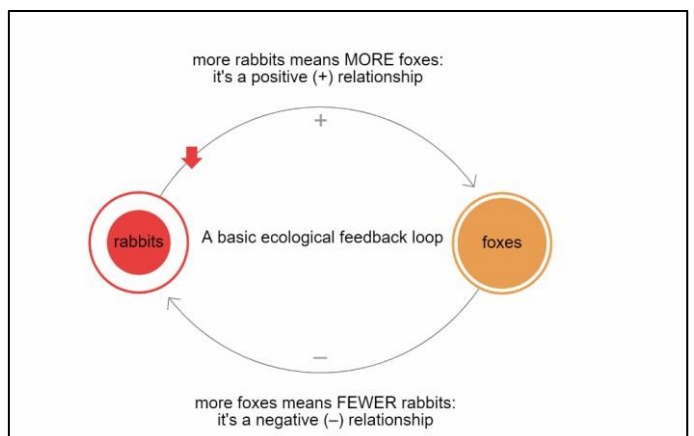 more rabbits means MORE foxes:
it's a positive (+) relationship
+
rabbits
A basic ecological feedback loop
foxes
–
more foxes means FEWER rabbits:
it's a negative (–) relationship